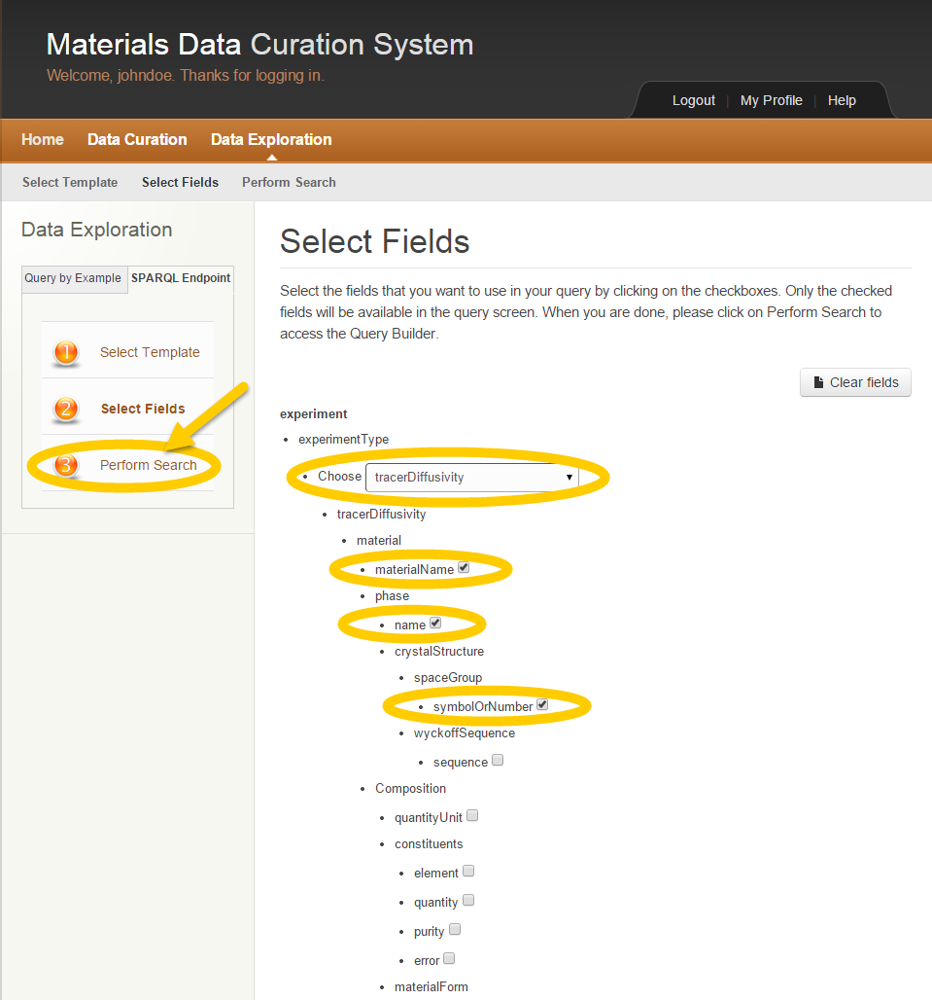 Materials Data Curation System
Welcome, johndoe. Thanks for logging in.
Logout | My Profile | Help
Home Data Curation Data Exploration
Select Template Select Fields Perform Search
Data Exploration
Query by Example SPARQL Endpoint
1 Select Template
2 Select Fields
3 Perform Search
Select Fields
Select the fields that you want to use in your query by clicking on the checkboxes. Only the checked
fields will be available in the query screen. When you are done, please click on Perform Search to
access the Query Builder.
Clear fields
experiment
experimentType
Choose tracerDiffusivity
tracerDiffusivity
material
materialName
phase
name
crystalStructure
spaceGroup
symbolOrNumber
wyckoffSequence
sequence
Composition
quantityUnit
constituents
element
quantity
purity
error
materialForm